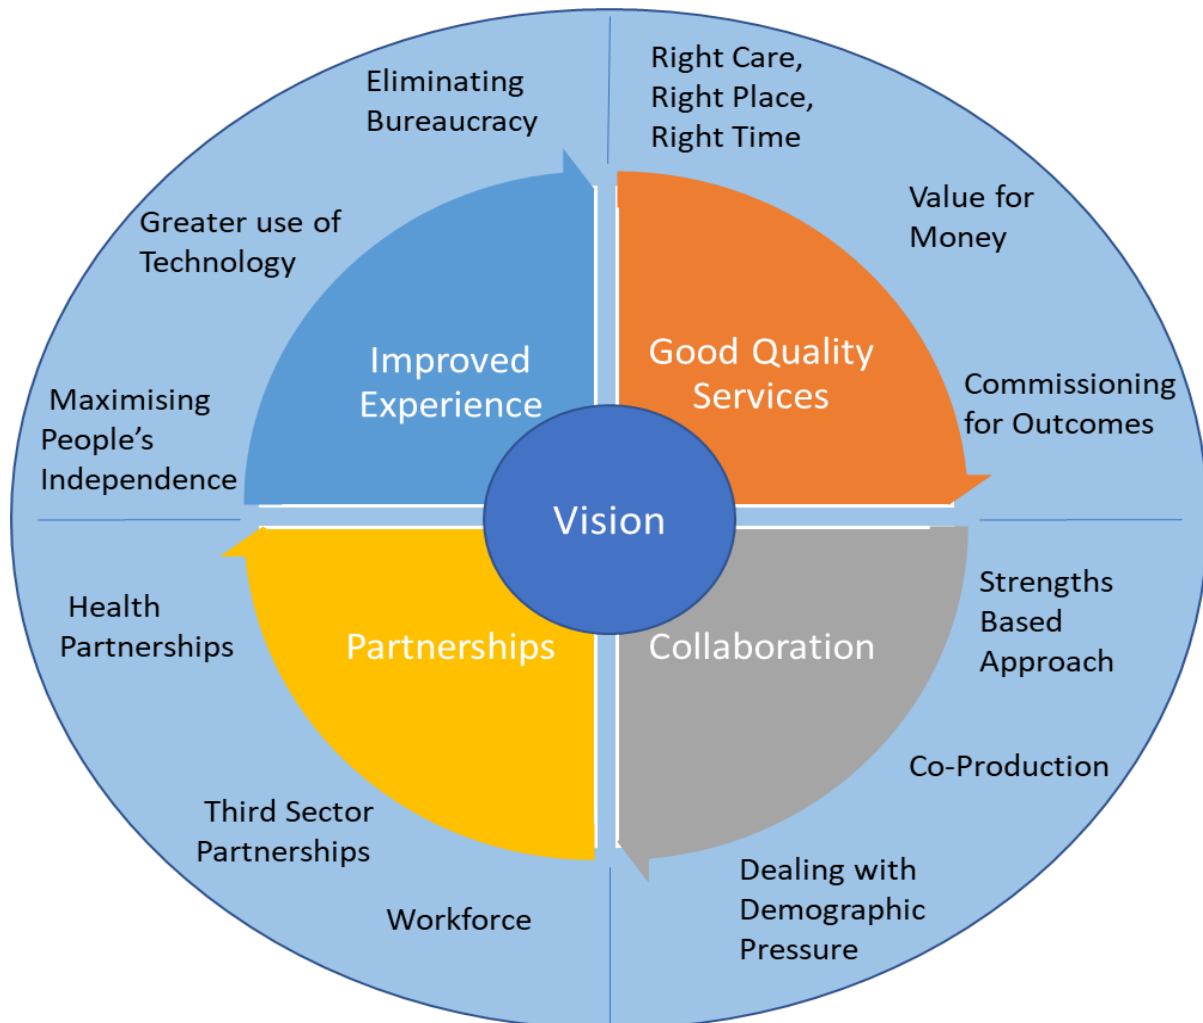 Eliminating
Bureaucracy
Right Care,
Right Place,
Right Time
Greater use of
Technology
Value for
Money
Improved
Experience
Good Quality
Services
Maximising
People’s
Independence
Commissioning
for Outcomes
Vision
Health
Partnerships
Partnerships
Collaboration
Strengths
Based
Approach
Third Sector
Partnerships
Co-Production
Workforce
Dealing with
Demographic
Pressure